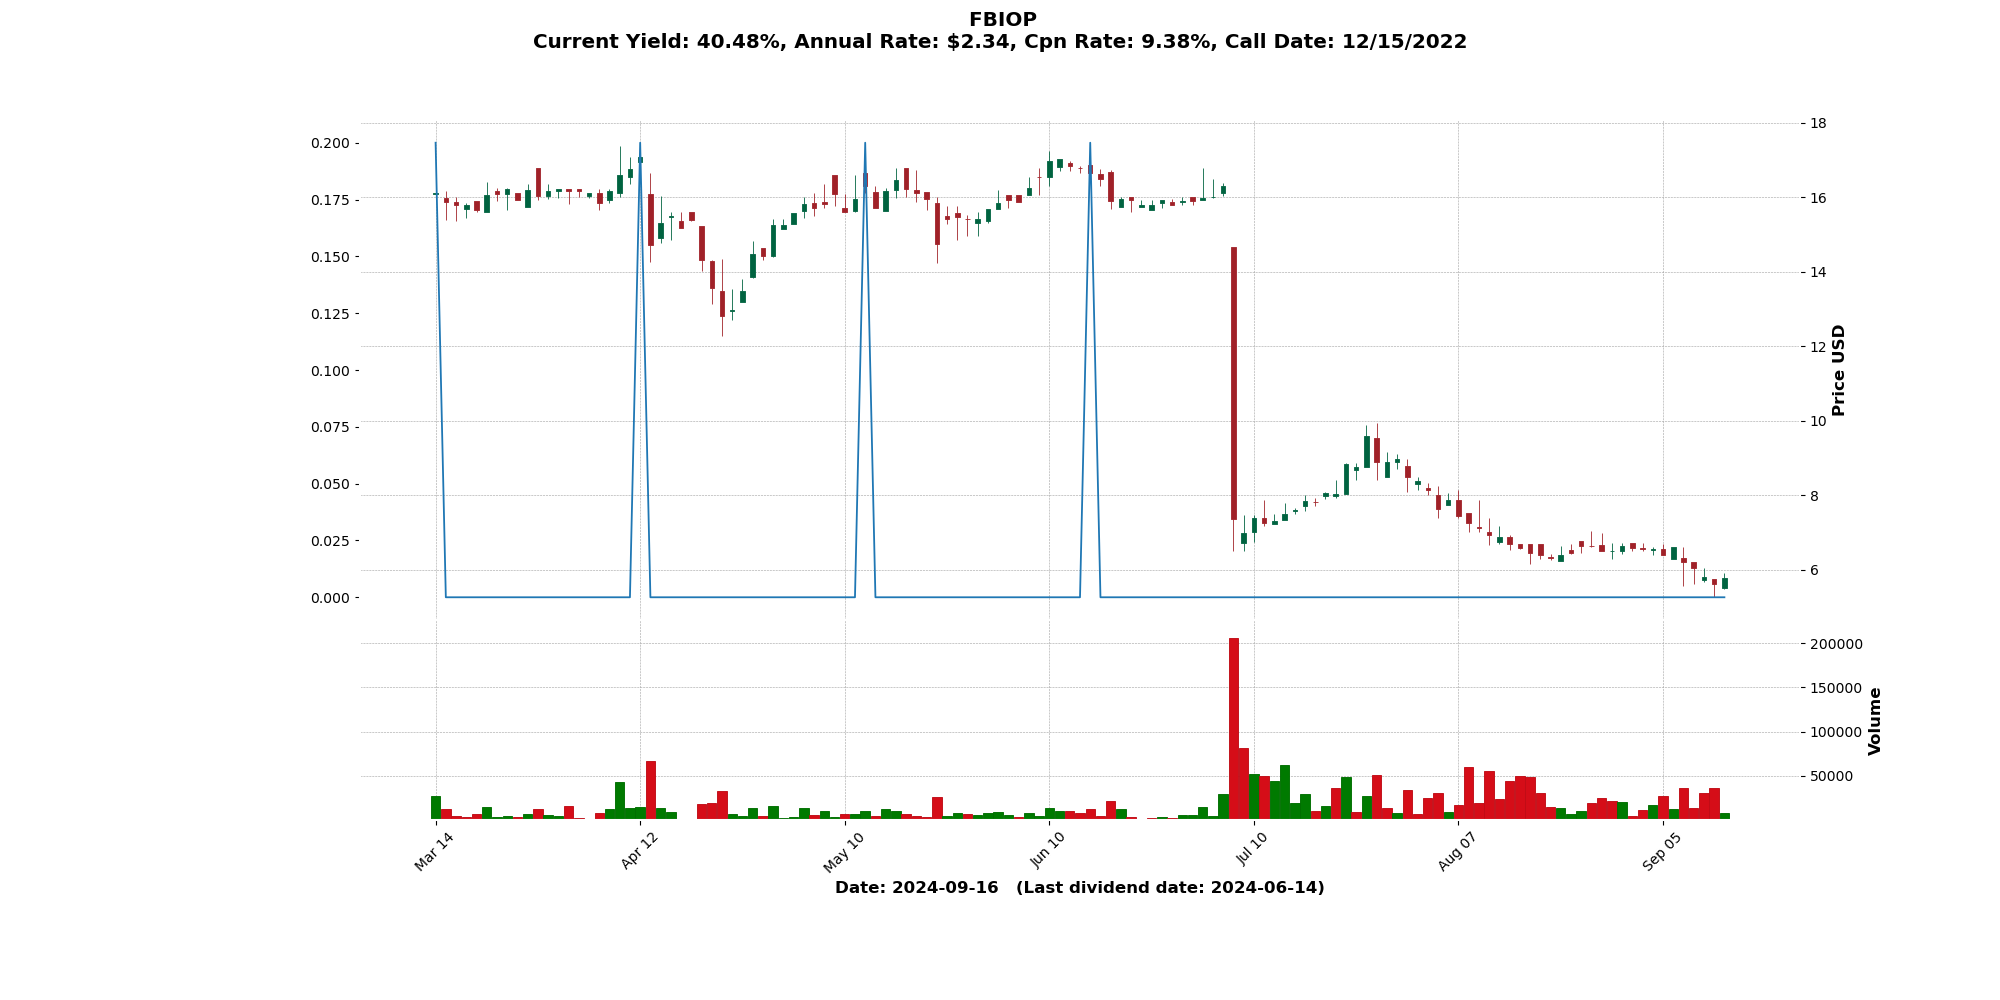 FBIOP
Current Yield: 40.48%, Annual Rate: $2.34, Cpn Rate: 9.38%, Call Date: 12/15/2022
0.200
0.175
0.150
0.125
0.100
0.075
0.050
0.025
0.000
18
16
14
12
10
8
6
Price USD
200000
150000
100000
50000
Volume
Mar 14
Apr 12
May 10
Jun 10
Jul 10
Aug 07
Sep 05
Date: 2024-09-16 (Last dividend date: 2024-06-14)